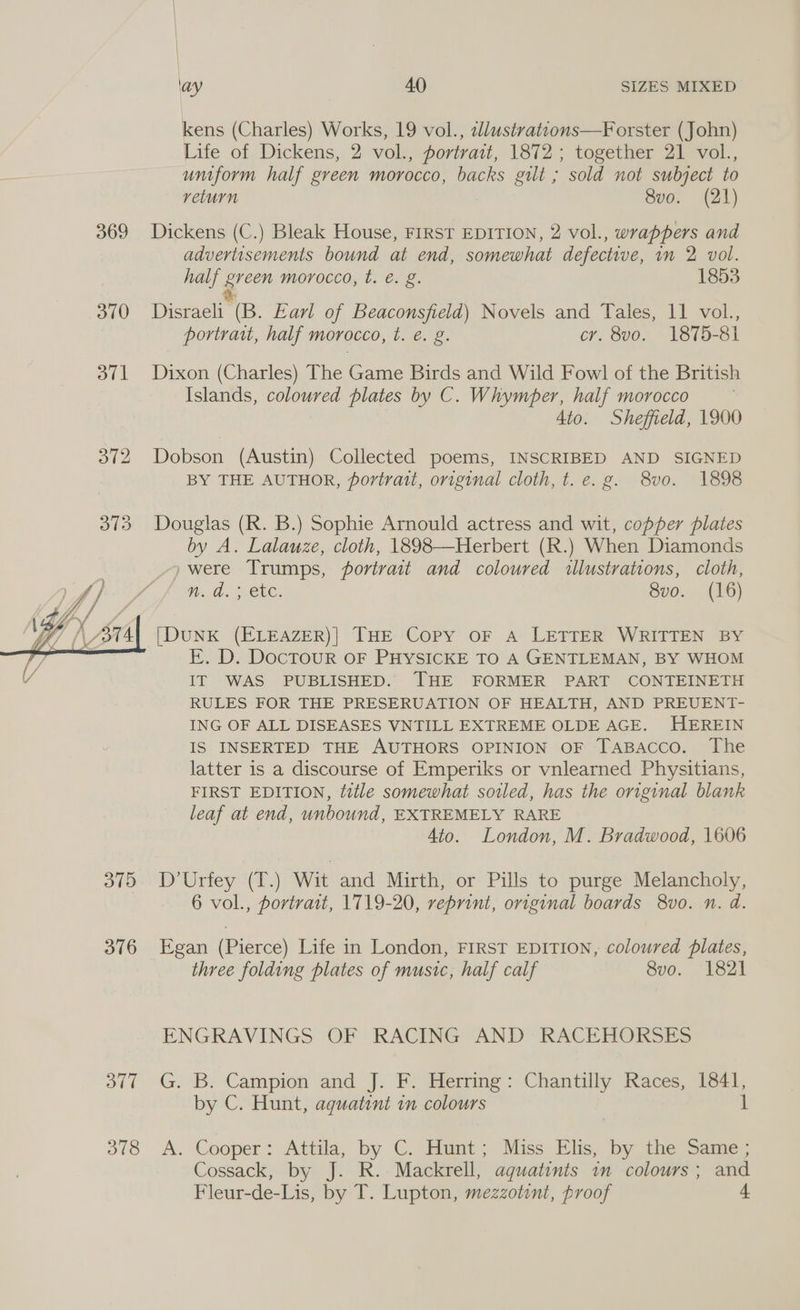 ay 40 SIZES MIXED
kens (Charles) Works, 19 vol., illustrations—Forster (John)
Life of Dickens, 2 vol., portrait, 1872; together 21 vol.,
uniform half green morocco, backs gilt; sold not subject to
return 8vo. (21)
369 Dickens (C.) Bleak House, FIRST EDITION, 2 vol., wrappers and
advertisements bound at end, somewhat defective, in 2 vol.
half green morocco, t. e. g. 1853
370 Disraeli (B. Earl of Beaconsfield) Novels and Tales, 11 vol.,
portrait, half morocco, t. e. g. cr. 8vo. 1875-81
371 Dixon (Charles) The Game Birds and Wild Fowl of the British
Islands, coloured plates by C. Whymper, half morocco
4to. Sheffield, 1900
372 Dobson (Austin) Collected poems, INSCRIBED AND SIGNED
BY THE AUTHOR, portrait, original cloth, t. e. g. 8vo. 1898
373 Douglas (R. B.) Sophie Arnould actress and wit, copper plates
by A. Lalauze, cloth, 1898—Herbert (R.) When Diamonds
were Trumps, portrait and coloured illustrations, cloth,
n. d.; etc. 8vo. (16)
374 [DUNK (ELEAZER)] THE COPY OF A LETTER WRITTEN BY
E. D. DOCTOUR OF PHYSICKE TO A GENTLEMAN, BY WHOM
IT WAS PUBLISHED. THE FORMER PART CONTEINETH
RULES FOR THE PRESERUATION OF HEALTH, AND PREUENT-
ING OF ALL DISEASES VNTILL EXTREME OLDE AGE. HEREIN
IS INSERTED THE AUTHORS OPINION OF TABACCO. The
latter is a discourse of Emperiks or vnlearned Physitians,
FIRST EDITION, title somewhat soiled, has the original blank
leaf at end, unbound, EXTREMELY RARE
4to. London, M. Bradwood, 1606
375 D'Urfey (T.) Wit and Mirth, or Pills to purge Melancholy,
6 vol., portrait, 1719-20, reprint, original boards 8vo. n. d.
376 Egan (Pierce) Life in London, FIRST EDITION, coloured plates,
three folding plates of music, half calf 8vo. 1821
ENGRAVINGS OF RACING AND RACEHORSES
377 G. B. Campion and J. F. Herring: Chantilly Races, 1841,
by C. Hunt, aquatint in colours 1
378 A. Cooper: Attila, by C. Hunt; Miss Elis, by the Same;
Cossack, by J. R. Mackrell, aquatints in colours; and
Fleur-de-Lis, by T. Lupton, mezzotint, proof 4